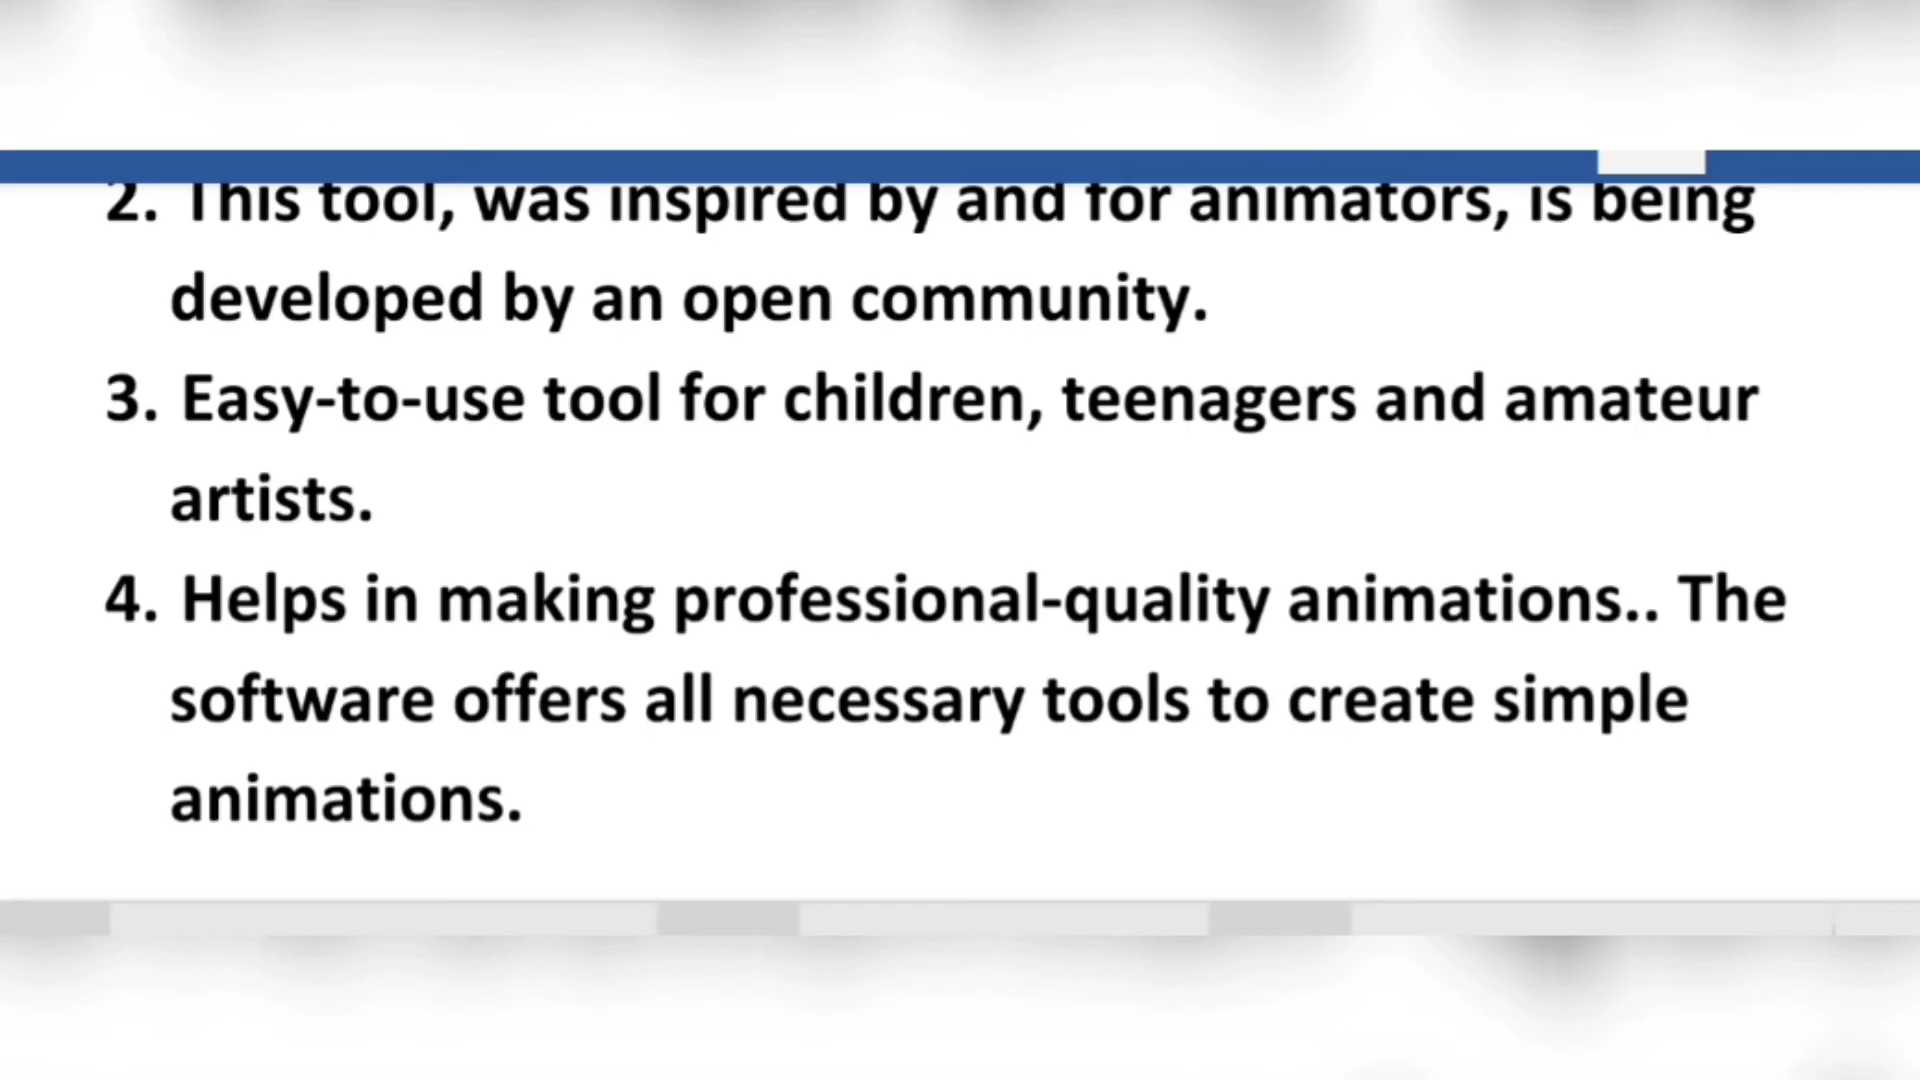 2. This tool, was inspired by and for animators, is being
developed by an open community.
3. Easy-to-use tool for children, teenagers and amateur
artists.
4. Helps in making professional-quality animations.. The
software offers all necessary tools to create simple
animations.